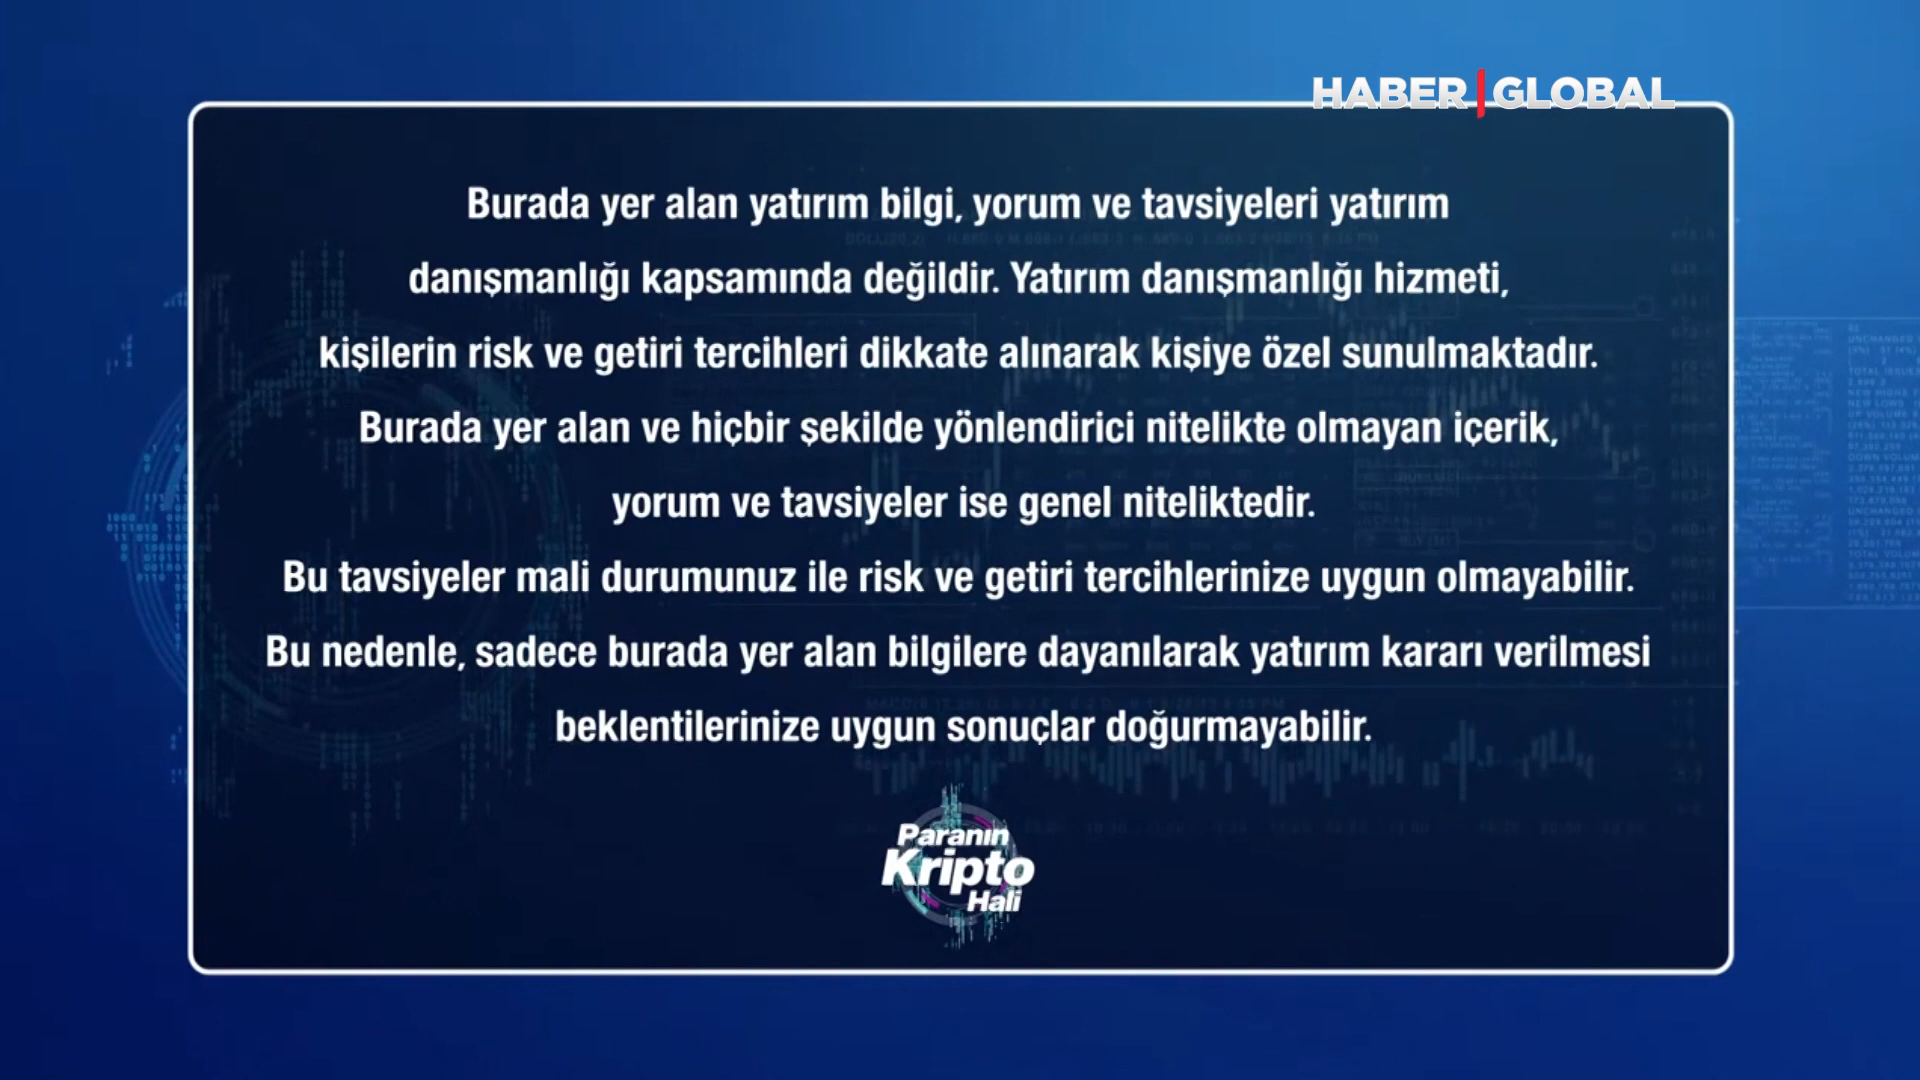 HABER GLOBAL
Burada yer alan yatırım bilgi, yorum ve tavsiyeleri yatırım
danışmanlığı kapsamında değildir. Yatırım danışmanlığı hizmeti,
kişilerin risk ve getiri tercihleri dikkate alınarak kişiye özel sunulmaktadır.
Burada yer alan ve hiçbir şekilde yönlendirici nitelikte olmayan içerik,
yorum ve tavsiyeler ise genel niteliktedir.
Bu tavsiyeler mali durumunuz ile risk ve getiri tercihlerinize uygun olmayabilir.
Bu nedenle, sadece burada yer alan bilgilere dayanılarak yatırım kararı verilmesi
beklentilerinize uygun sonuçlar doğurmayabilir.
Paranın
Kripto
Hali